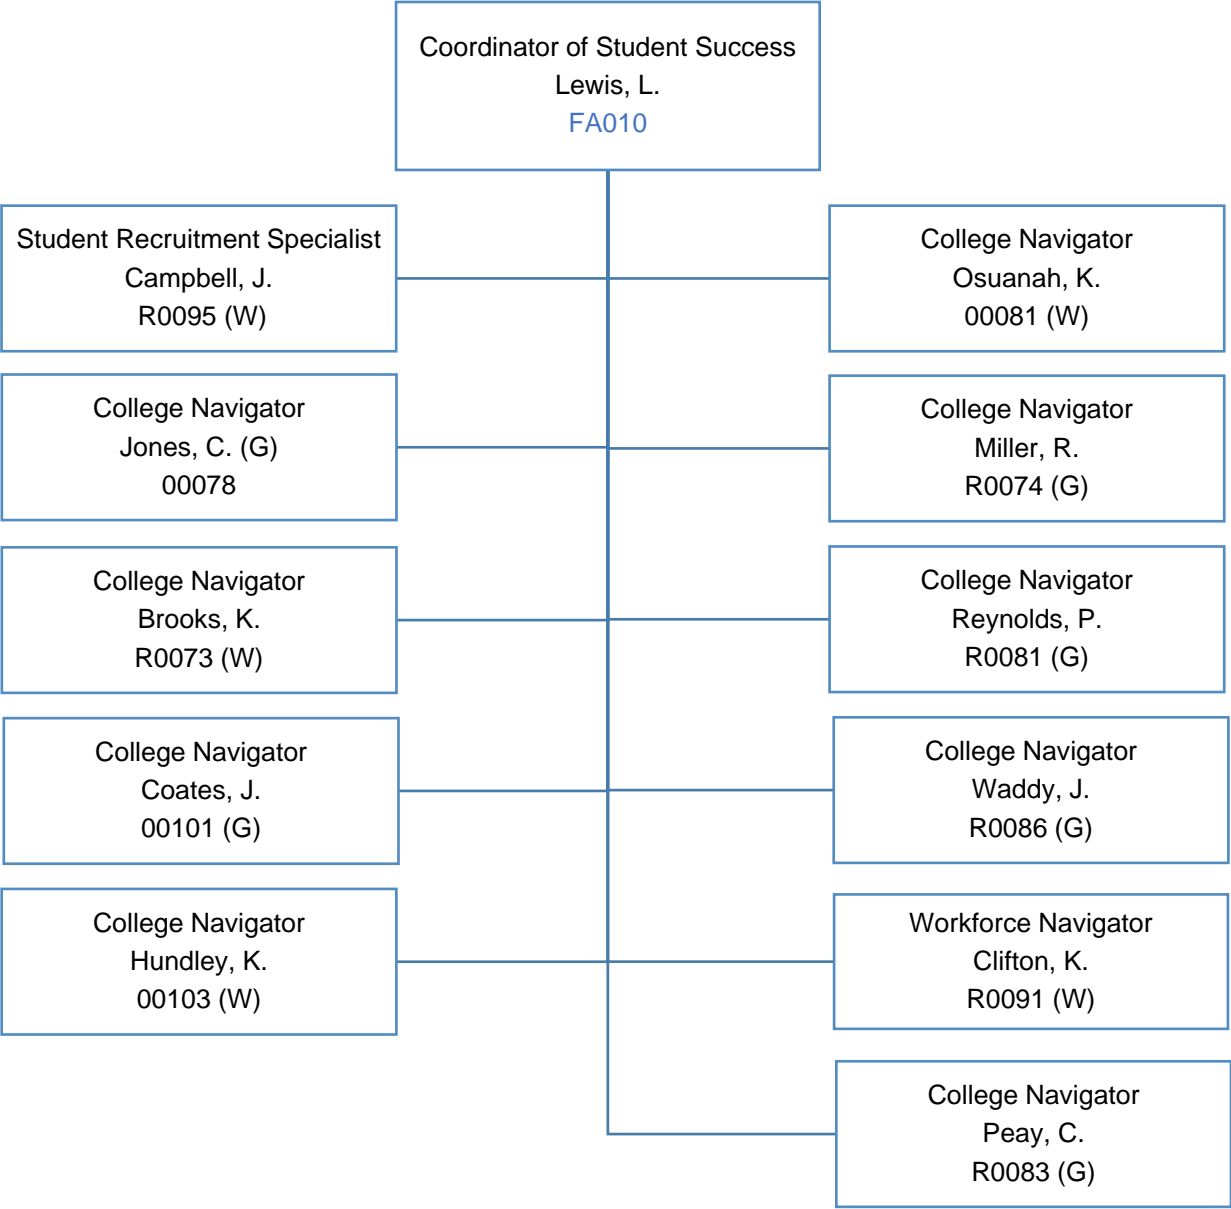 Coordinator of Student Success
Lewis, L.
FA010
Student Recruitment Specialist
Campbell, J.
R0095 (W)
College Navigator
Osuanah, K.
00081 (W)
College Navigator
Jones, C. (G)
00078
College Navigator
Miller, R.
R0074 (G)
College Navigator
Brooks, K.
R0073 (W)
College Navigator
Reynolds, P.
R0081 (G)
College Navigator
Coates, J.
00101 (G)
College Navigator
Waddy, J.
R0086 (G)
College Navigator
Hundley, K.
00103 (W)
Workforce Navigator
Clifton, K.
R0091 (W)
College Navigator
Peay, C.
R0083 (G)